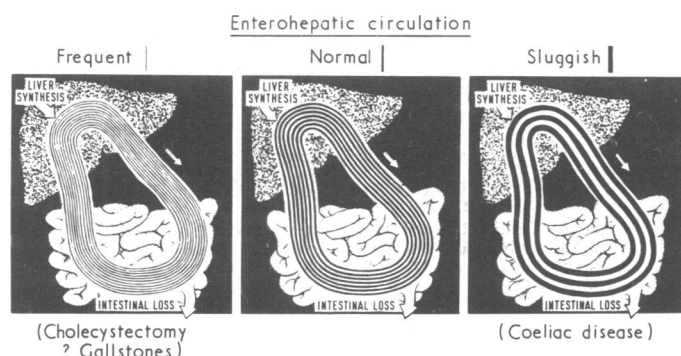 Enterohepatic circulation
Frequent
Normal
Sluggish
LIVER
SYNTHESIS
LIVER
SYNTHESIS
LIVER
SYNTHESIS
INTESTINAL LOSS
INTESTINAL LOSS
INTESTINAL LOSS
(Cholecystectomy
? Gallstones)
(Coeliac disease)